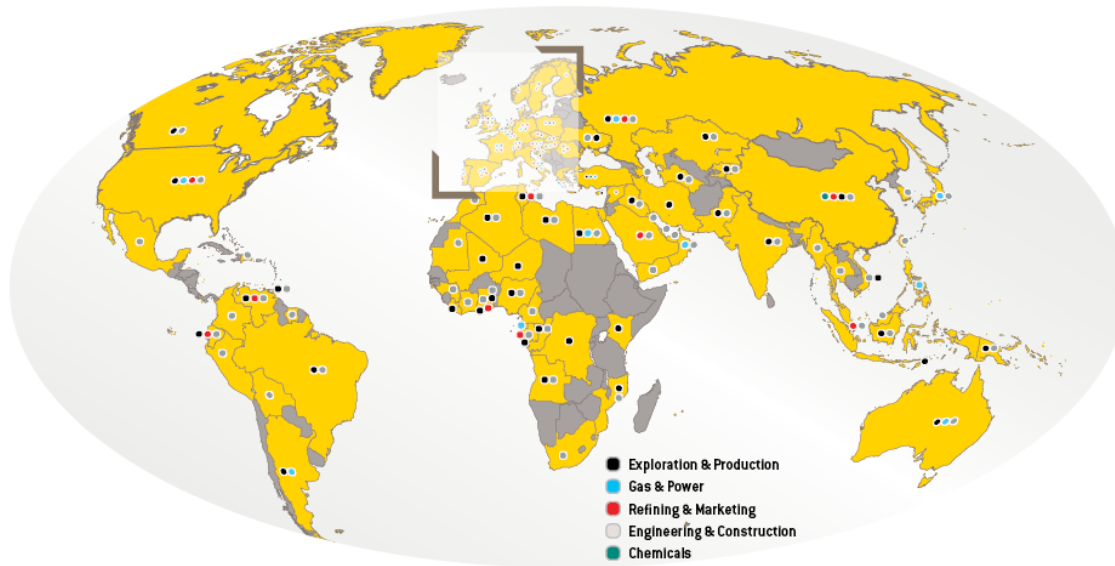 Exploration & Production
Gas & Power
Refining & Marketing
Engineering & Construction
Chemicals